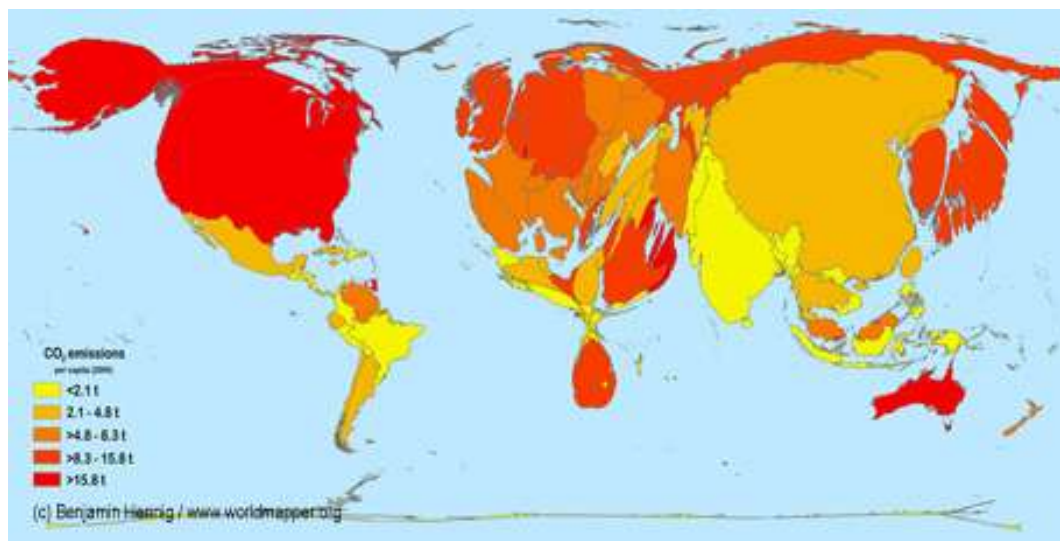 CO₂ emissions
per capita (2009)
<2.1 t
2.1 - 4.8 t
>4.8 - 8.3 t
>8.3 - 15.8 t
>15.8 t
(c) Benjamin Hennig / www.worldmapper.org